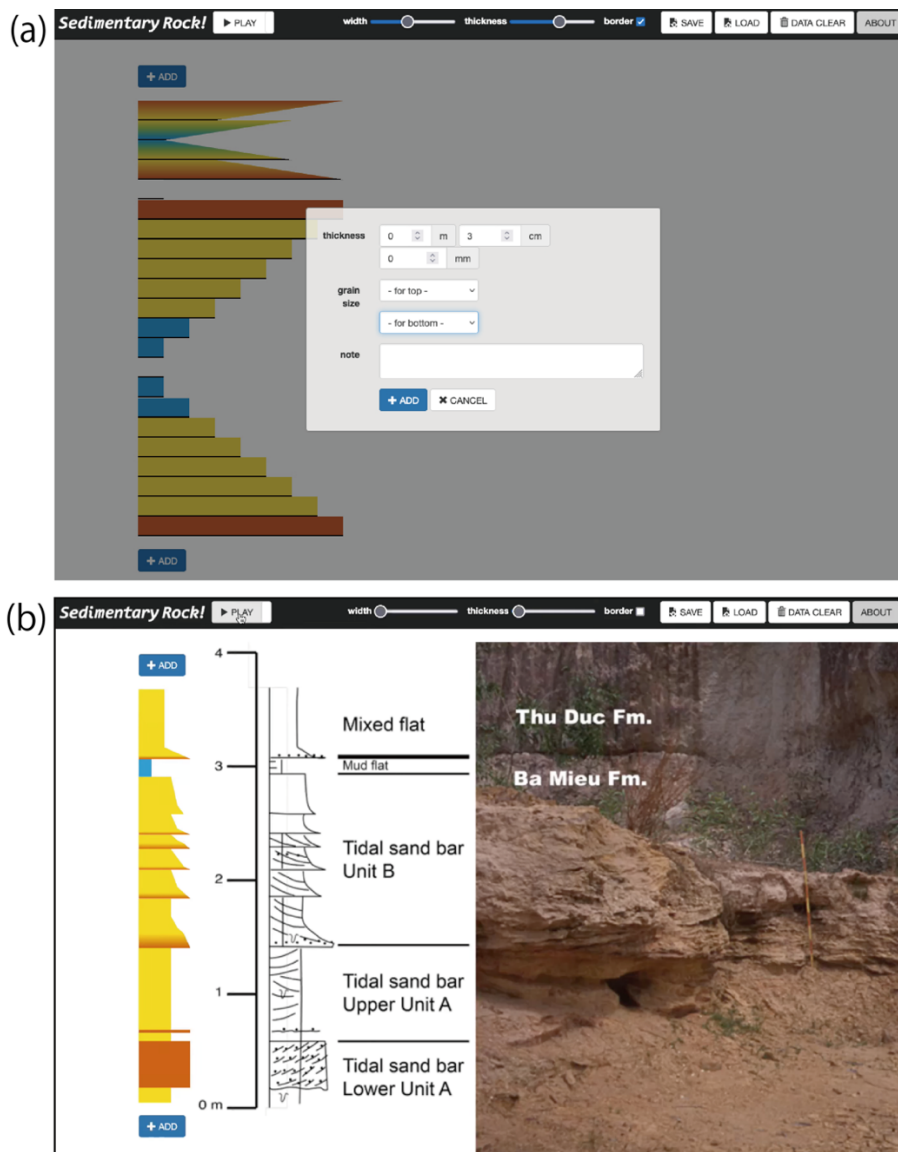 (a)
Sedimentary Rock! PLAY width thickness border SAVE LOAD DATA CLEAR ABOUT
+ ADD
thickness 0 m 3 cm
0 mm
grain size - for top -
- for bottom -
note
+ ADD × CANCEL
+ ADD
(b)
Sedimentary Rock! PLAY width thickness border SAVE LOAD DATA CLEAR ABOUT
+ ADD
4
Mixed flat
Thu Duc Fm.
3
Mud flat
Ba Mieu Fm.
Tidal sand bar
Unit B
2
1
Tidal sand bar
Upper Unit A
Tidal sand bar
Lower Unit A
0 m
+ ADD